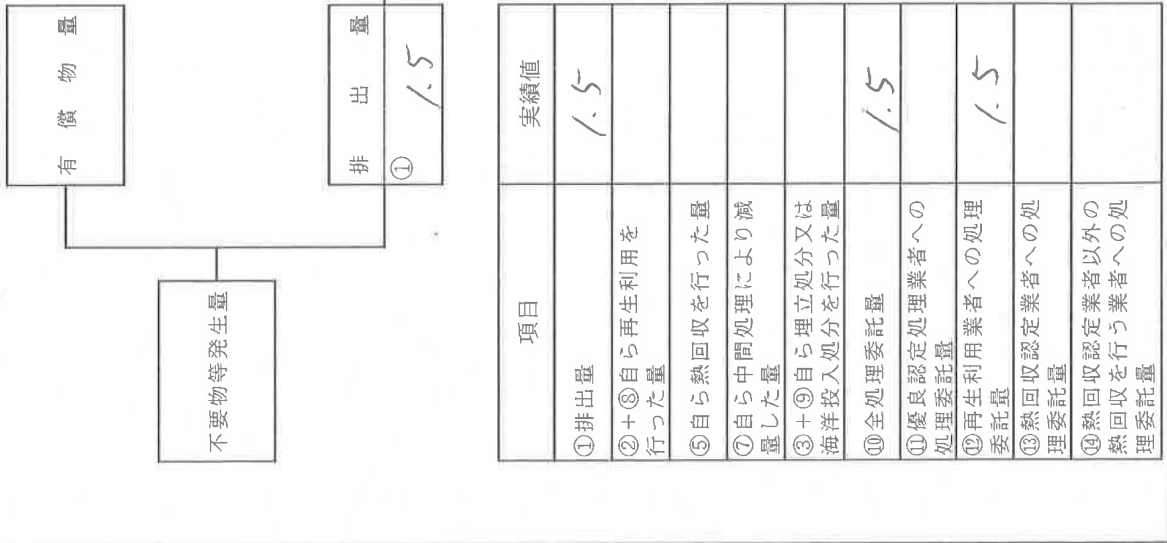 有償物量
不要物等発生量
排出量
①
1.5
項目
実績値
①排出量
1.5
②+⑧自ら再生利用を
行った量
⑤自ら熱回収を行った量
⑦自ら中間処理により減
量した量
③+⑨自ら埋立処分又は
海洋投入処分を行った量
⑩全処理委託量
1.5
⑪優良認定処理業者への
処理委託量
⑫再生利用業者への処理
委託量
1.5
⑬熱回収認定業者への処
理委託量
⑭熱回収認定業者以外の
熱回収を行う業者への処
理委託量